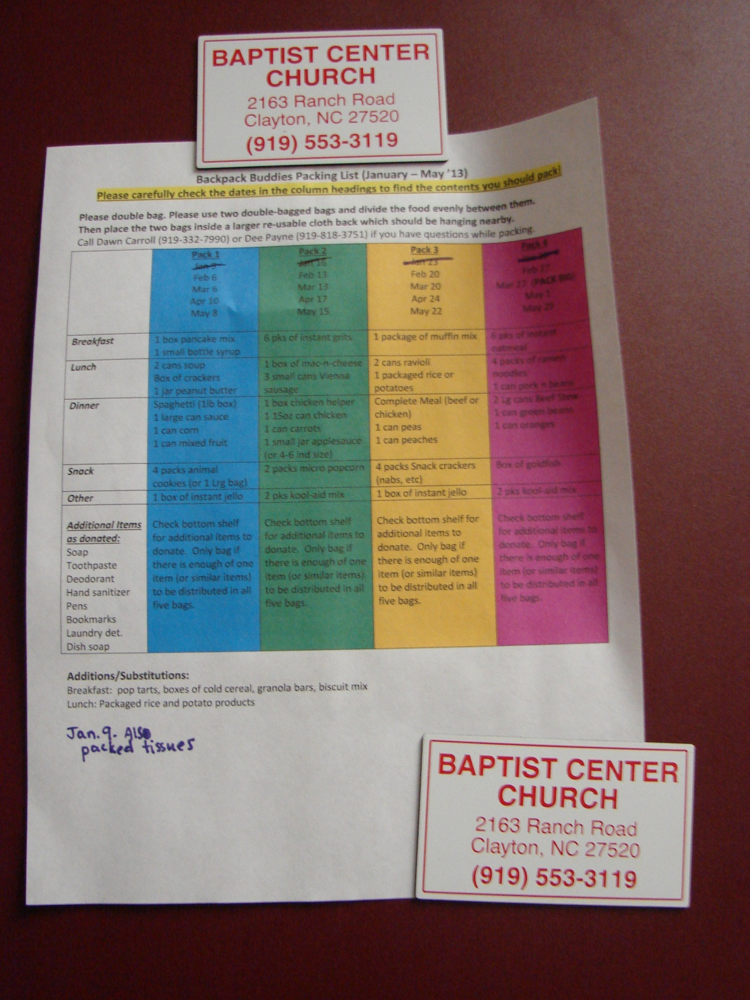 BAPTIST CENTER
CHURCH
2163 Ranch Road
Clayton, NC 27520
(919) 553-3119
Backpack Buddies Packing List (January – May '13)
Please carefully check the dates in the column headings to find the contents you should pack!
Please double bag. Please use two double-bagged bags and divide the food evenly between them.
Then place the two bags inside a larger re-usable cloth back which should be hanging nearby.
Call Dawn Carroll (919-332-7990) or Dee Payne (919-818-3751) if you have questions while packing.
Pack 1
Jan 9
Feb 6
Mar 6
Apr 10
May 8
Pack 2
Jan 16
Feb 13
Mar 13
Apr 17
May 15
Pack 3
Jan 23
Feb 20
Mar 20
Apr 24
May 22
Pack 4
Feb 27
Mar 27 (PACK BIG)
May 1
May 29
Breakfast
1 box pancake mix
1 small bottle syrup
6 pks of instant grits
1 package of muffin mix
6 pks of instant
oatmeal
Lunch
2 cans soup
Box of crackers
1 jar peanut butter
1 box of mac-n-cheese
3 small cans Vienna
sausage
2 cans ravioli
1 packaged rice or
potatoes
4 packs of ramen
noodles
1 can pork n beans
Dinner
Spaghetti (1lb box)
1 large can sauce
1 can corn
1 can mixed fruit
1 box chicken helper
1 15oz can chicken
1 can carrots
1 small jar applesauce
(or 4-6 ind size)
Complete Meal (beef or
chicken)
1 can peas
1 can peaches
2 Lg cans Beef Stew
1 can green beans
1 can oranges
Snack
4 packs animal
cookies (or 1 Lrg bag)
2 packs micro popcorn
4 packs Snack crackers
(nabs, etc)
Box of goldfish
Other
1 box of instant jello
2 pks kool-aid mix
1 box of instant jello
2 pks kool-aid mix
Additional Items
as donated:
Soap
Toothpaste
Deodorant
Hand sanitizer
Pens
Bookmarks
Laundry det.
Dish soap
Check bottom shelf
for additional items to
donate. Only bag if
there is enough of one
item (or similar items)
to be distributed in all
five bags.
Check bottom shelf
for additional items to
donate. Only bag if
there is enough of one
item (or similar items)
to be distributed in all
five bags.
Check bottom shelf for
additional items to
donate. Only bag if
there is enough of one
item (or similar items)
to be distributed in all
five bags.
Check bottom shelf
for additional items to
donate. Only bag if
there is enough of one
item (or similar items)
to be distributed in all
five bags.
Additions/Substitutions:
Breakfast: pop tarts, boxes of cold cereal, granola bars, biscuit mix
Lunch: Packaged rice and potato products
Jan. 9. Also
packed tissues
BAPTIST CENTER
CHURCH
2163 Ranch Road
Clayton, NC 27520
(919) 553-3119